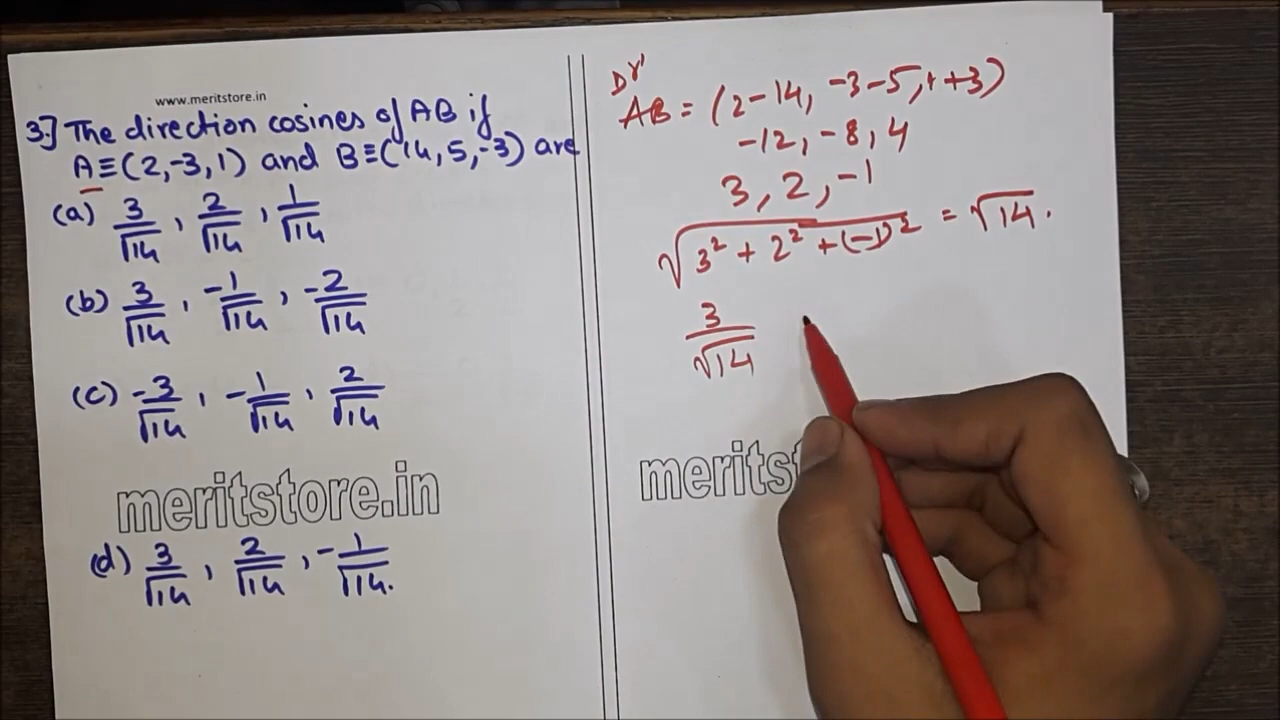 www.meritstore.in
3] The direction cosines of AB if
A≡(2,-3,1) and B≡(14,5,-3) are
(a) 3/√14 , 2/√14 , 1/√14
(b) 3/√14 , -1/√14 , -2/√14
(c) -3/√14 , -1/√14 , 2/√14
meritstore.in
(d) 3/√14 , 2/√14 , -1/√14.
Dr'
AB = (2-14, -3-5, ++3)
-12, -8, 4
3, 2, -1
√3² + 2² + (-1)² = √14.
3/√14
meritst